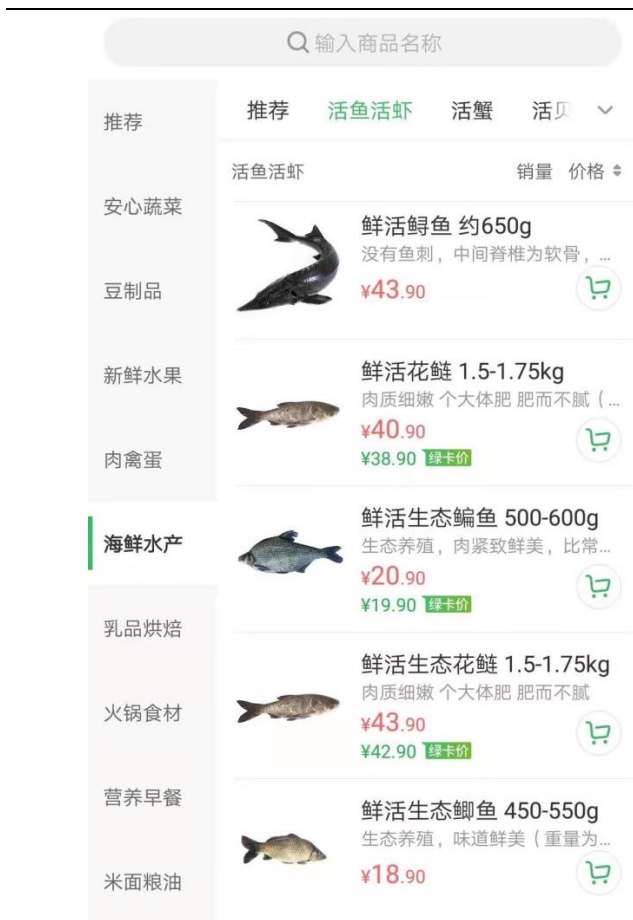 输入商品名称
推荐
安心蔬菜
豆制品
新鲜水果
肉禽蛋
海鲜水产
乳品烘焙
火锅食材
营养早餐
米面粮油
推荐 活鱼活虾 活蟹 活贝
活鱼活虾 销量 价格
鲜活鲟鱼 约650g
没有鱼刺，中间脊椎为软骨，...
¥43.90
鲜活花鲢 1.5-1.75kg
肉质细嫩 个大体肥 肥而不腻（...
¥40.90
¥38.90 绿卡价
鲜活生态鳊鱼 500-600g
生态养殖，肉紧致鲜美，比常...
¥20.90
¥19.90 绿卡价
鲜活生态花鲢 1.5-1.75kg
肉质细嫩 个大体肥 肥而不腻
¥43.90
¥42.90 绿卡价
鲜活生态鲫鱼 450-550g
生态养殖，味道鲜美（重量为...
¥18.90